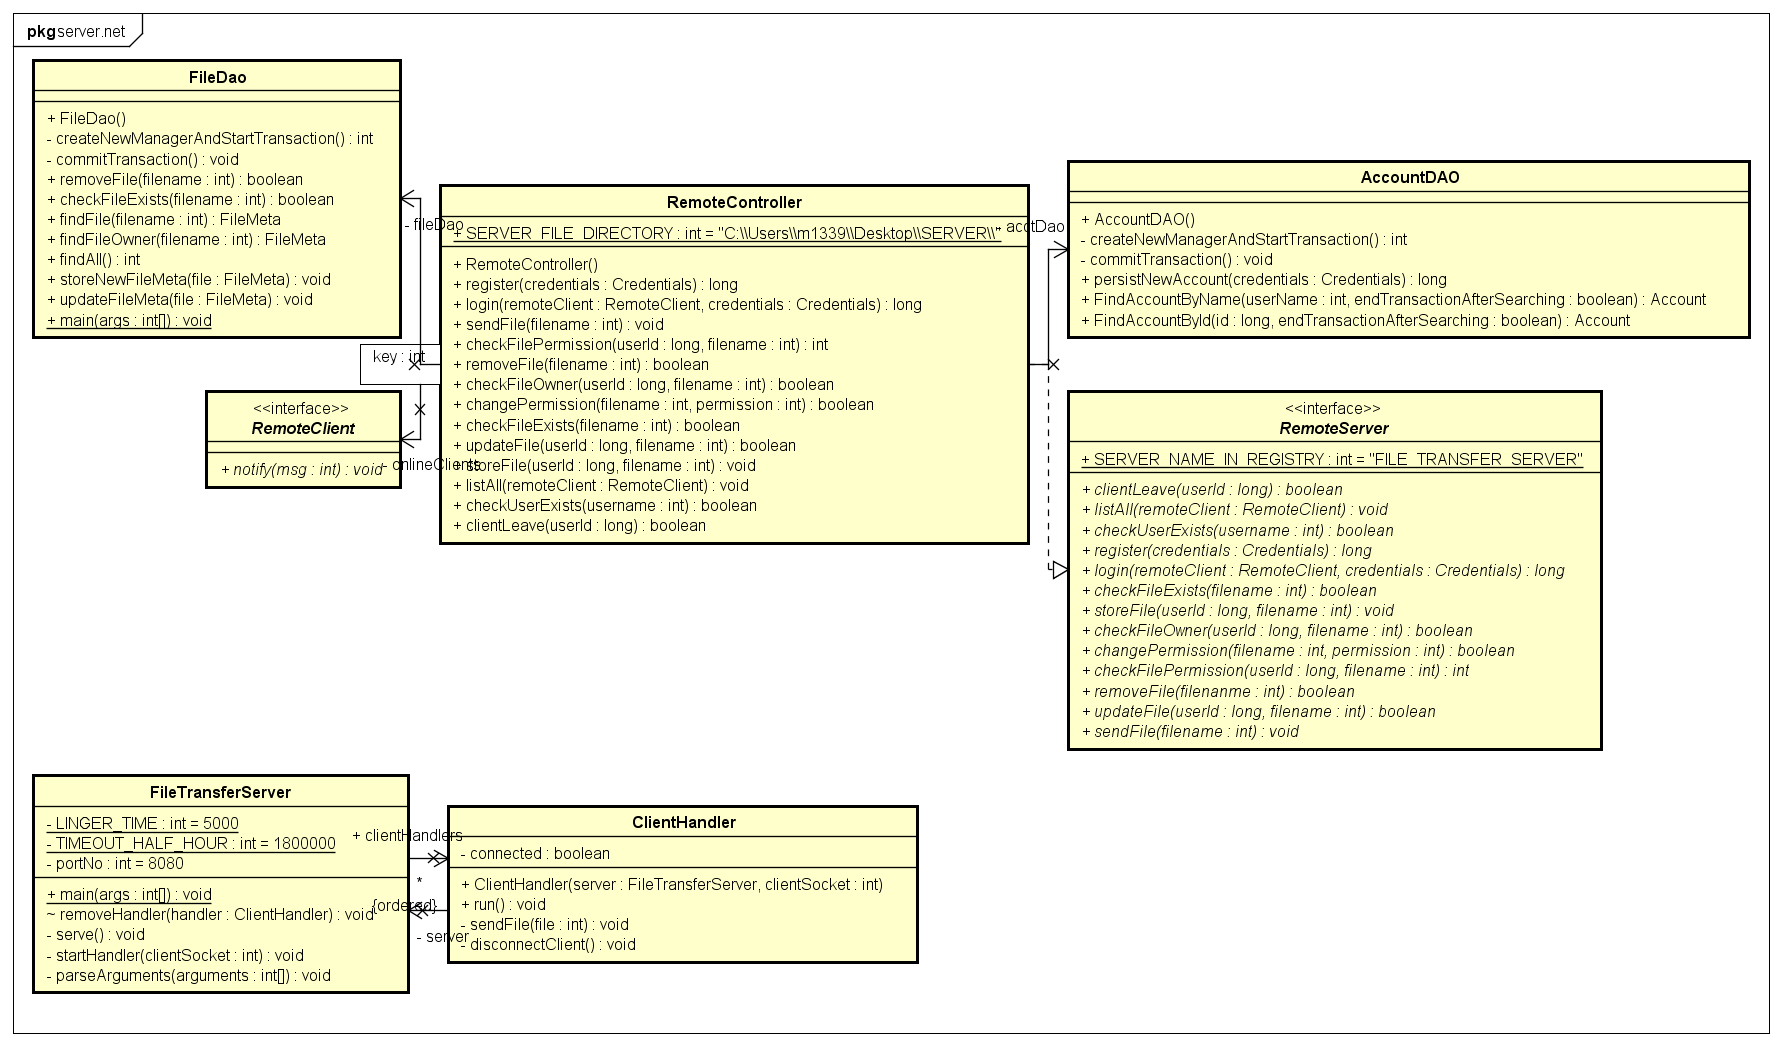 pkg server.net
FileDao
+ FileDao()
- createNewManagerAndStartTransaction() : int
- commitTransaction() : void
+ removeFile(filename : int) : boolean
+ checkFileExists(filename : int) : boolean
+ findFile(filename : int) : FileMeta
+ findFileOwner(filename : int) : FileMeta
+ findAll() : int
+ storeNewFileMeta(file : FileMeta) : void
+ updateFileMeta(file : FileMeta) : void
+ main(args : int[]) : void
- fileDao
key : int
<<interface>>
RemoteClient
+ notify(msg : int) : void
- onlineClients
RemoteController
+ SERVER_FILE_DIRECTORY : int = "C:\\Users\\m1339\\Desktop\\SERVER\\"
+ RemoteController()
+ register(credentials : Credentials) : long
+ login(remoteClient : RemoteClient, credentials : Credentials) : long
+ sendFile(filename : int) : void
+ checkFilePermission(userId : long, filename : int) : int
+ removeFile(filename : int) : boolean
+ checkFileOwner(userId : long, filename : int) : boolean
+ changePermission(filename : int, permission : int) : boolean
+ checkFileExists(filename : int) : boolean
+ updateFile(userId : long, filename : int) : boolean
+ storeFile(userId : long, filename : int) : void
+ listAll(remoteClient : RemoteClient) : void
+ checkUserExists(username : int) : boolean
+ clientLeave(userId : long) : boolean
- acctDao
AccountDAO
+ AccountDAO()
- createNewManagerAndStartTransaction() : int
- commitTransaction() : void
+ persistNewAccount(credentials : Credentials) : long
+ FindAccountByName(userName : int, endTransactionAfterSearching : boolean) : Account
+ FindAccountById(id : long, endTransactionAfterSearching : boolean) : Account
<<interface>>
RemoteServer
+ SERVER_NAME_IN_REGISTRY : int = "FILE_TRANSFER_SERVER"
+ clientLeave(userId : long) : boolean
+ listAll(remoteClient : RemoteClient) : void
+ checkUserExists(username : int) : boolean
+ register(credentials : Credentials) : long
+ login(remoteClient : RemoteClient, credentials : Credentials) : long
+ checkFileExists(filename : int) : boolean
+ storeFile(userId : long, filename : int) : void
+ checkFileOwner(userId : long, filename : int) : boolean
+ changePermission(filename : int, permission : int) : boolean
+ checkFilePermission(userId : long, filename : int) : int
+ removeFile(filenanme : int) : boolean
+ updateFile(userId : long, filename : int) : boolean
+ sendFile(filename : int) : void
FileTransferServer
- LINGER_TIME : int = 5000
- TIMEOUT_HALF_HOUR : int = 1800000
- portNo : int = 8080
+ main(args : int[]) : void
~ removeHandler(handler : ClientHandler) : void
- serve() : void
- startHandler(clientSocket : int) : void
- parseArguments(arguments : int[]) : void
+ clientHandlers
*
{ordered}
- server
ClientHandler
- connected : boolean
+ ClientHandler(server : FileTransferServer, clientSocket : int)
+ run() : void
- sendFile(file : int) : void
- disconnectClient() : void